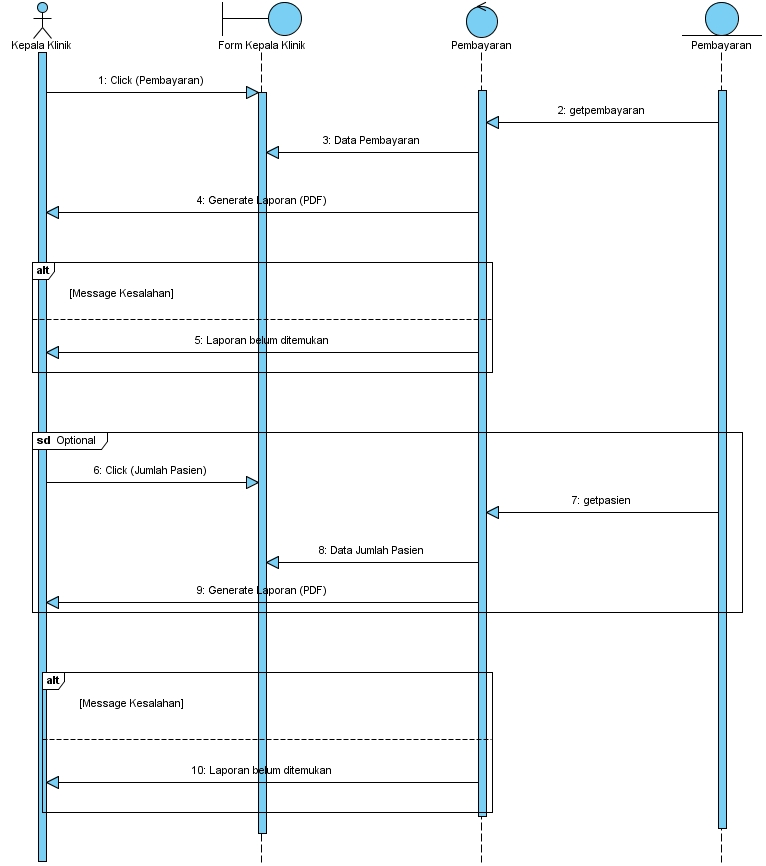 Kepala Klinik
Form Kepala Klinik
Pembayaran
Pembayaran
1: Click (Pembayaran)
2: getpembayaran
3: Data Pembayaran
4: Generate Laporan (PDF)
alt
[Message Kesalahan]
5: Laporan belum ditemukan
sd Optional
6: Click (Jumlah Pasien)
7: getpasien
8: Data Jumlah Pasien
9: Generate Laporan (PDF)
alt
[Message Kesalahan]
10: Laporan belum ditemukan